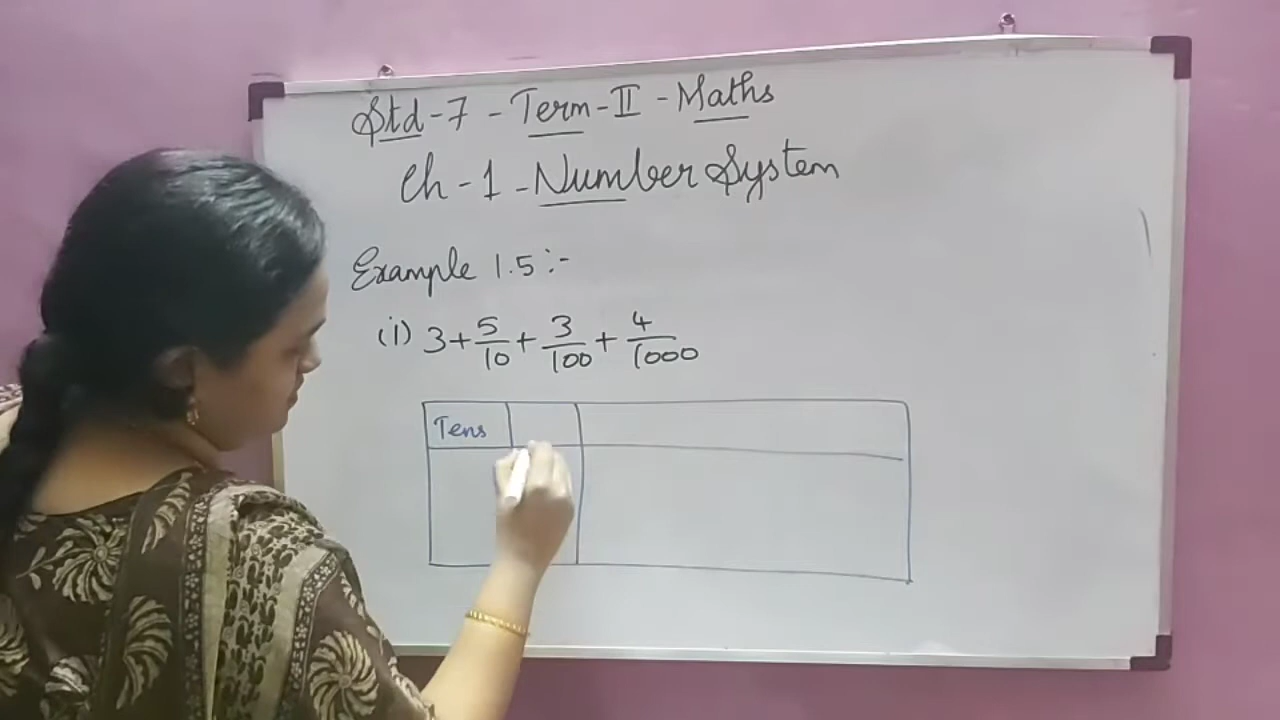 Std-7 - Term-II - Maths
Ch-1 - Number System
Example 1.5:-
(i) 3+5/10+3/100+4/1000
Tens